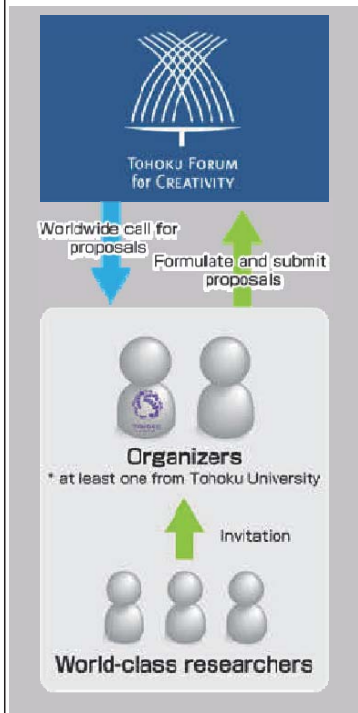 TOHOKU FORUM
for CREATIVITY
Worldwide call for
proposals
Formulate and submit
proposals
TOHOKU
Organizers
* at least one from Tohoku University
Invitation
World-class researchers